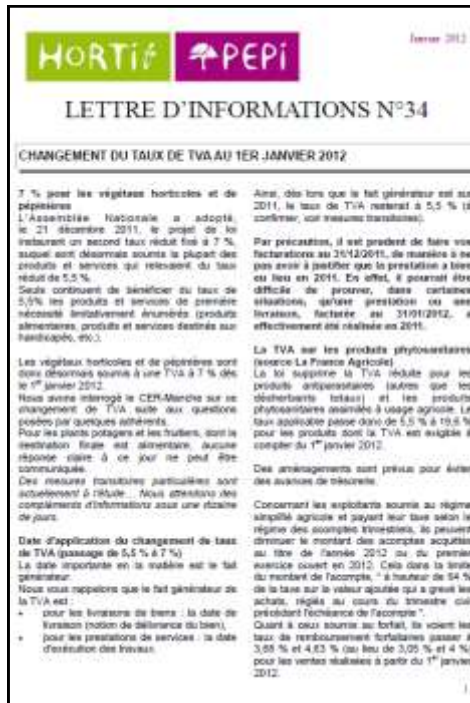 Janvier 2012
HORTI PEPI
LETTRE D'INFORMATIONS N°34
CHANGEMENT DU TAUX DE TVA AU 1ER JANVIER 2012
7 % pour les végétaux horticoles et de
pépinières
L'Assemblée Nationale a adopté,
le 21 décembre 2011, le projet de loi
instaurant un second taux réduit fixé à 7 %,
auquel sont désormais soumis la plupart des
produits et services qui relevaient du taux
réduit de 5,5 %.
Seuls continuent de bénéficier du taux de
5,5% les produits et services de première
nécessité limitativement énumérés (produits
alimentaires, produits et services destinés aux
handicapés, etc.).
Les végétaux horticoles et de pépinières sont
donc désormais soumis à une TVA à 7 % dès
le 1er janvier 2012.
Nous avons interrogé le CER-Manche sur ce
changement de TVA suite aux questions
posées par quelques adhérents.
Pour les plants potagers et les fruitiers, dont la
destination finale est alimentaire, aucune
réponse claire à ce jour ne peut être
communiquée.
Des mesures transitoires particulières sont
actuellement à l'étude... Nous attendons des
compléments d'informations sous une dizaine
de jours.
Date d'application du changement de taux
de TVA (passage de 5,5 % à 7 %)
La date importante en la matière est le fait
générateur.
Nous vous rappelons que le fait générateur de
la TVA est :
• pour les livraisons de biens : la date de
livraison (notion de délivrance du bien),
• pour les prestations de services : la date
d'exécution des travaux.
Ainsi, dès lors que le fait générateur est sur
2011, le taux de TVA resterait à 5,5 % (à
confirmer, voir mesures transitoires).
Par précaution, il est prudent de faire vos
facturations au 31/12/2011, de manière à ne
pas avoir à justifier que la prestation a bien
eu lieu en 2011. En effet, il pourrait être
difficile de prouver, dans certaines
situations, qu'une prestation ou une
livraison, facturée au 31/01/2012, a
effectivement été réalisée en 2011.
La TVA sur les produits phytosanitaires
(source La France Agricole)
La loi supprime la TVA réduite pour les
produits antiparasitaires (autres que les
désherbants totaux) et les produits
phytosanitaires assimilés à usage agricole. Le
taux applicable passe donc de 5,5 % à 19,6 %
pour les produits dont la TVA est exigible à
compter du 1er janvier 2012.
Des aménagements sont prévus pour éviter
des avances de trésorerie.
Concernant les exploitants soumis au régime
simplifié agricole et payant leur taxe selon le
régime des acomptes trimestriels, ils peuvent
diminuer le montant des acomptes acquittés
au titre de l'année 2012 ou du premier
exercice ouvert en 2012. Cela dans la limite
du montant de l'acompte, " à hauteur de 94 %
de la taxe sur la valeur ajoutée qui a grevé les
achats, réglés au cours du trimestre civil
précédant l'échéance de l'acompte ".
Quant à ceux soumis au forfait, ils voient les
taux de remboursement forfaitaires passer à
3,68 % et 4,63 % (au lieu de 3,05 % et 4 %)
pour les ventes réalisées à partir du 1er janvier
2012.
1